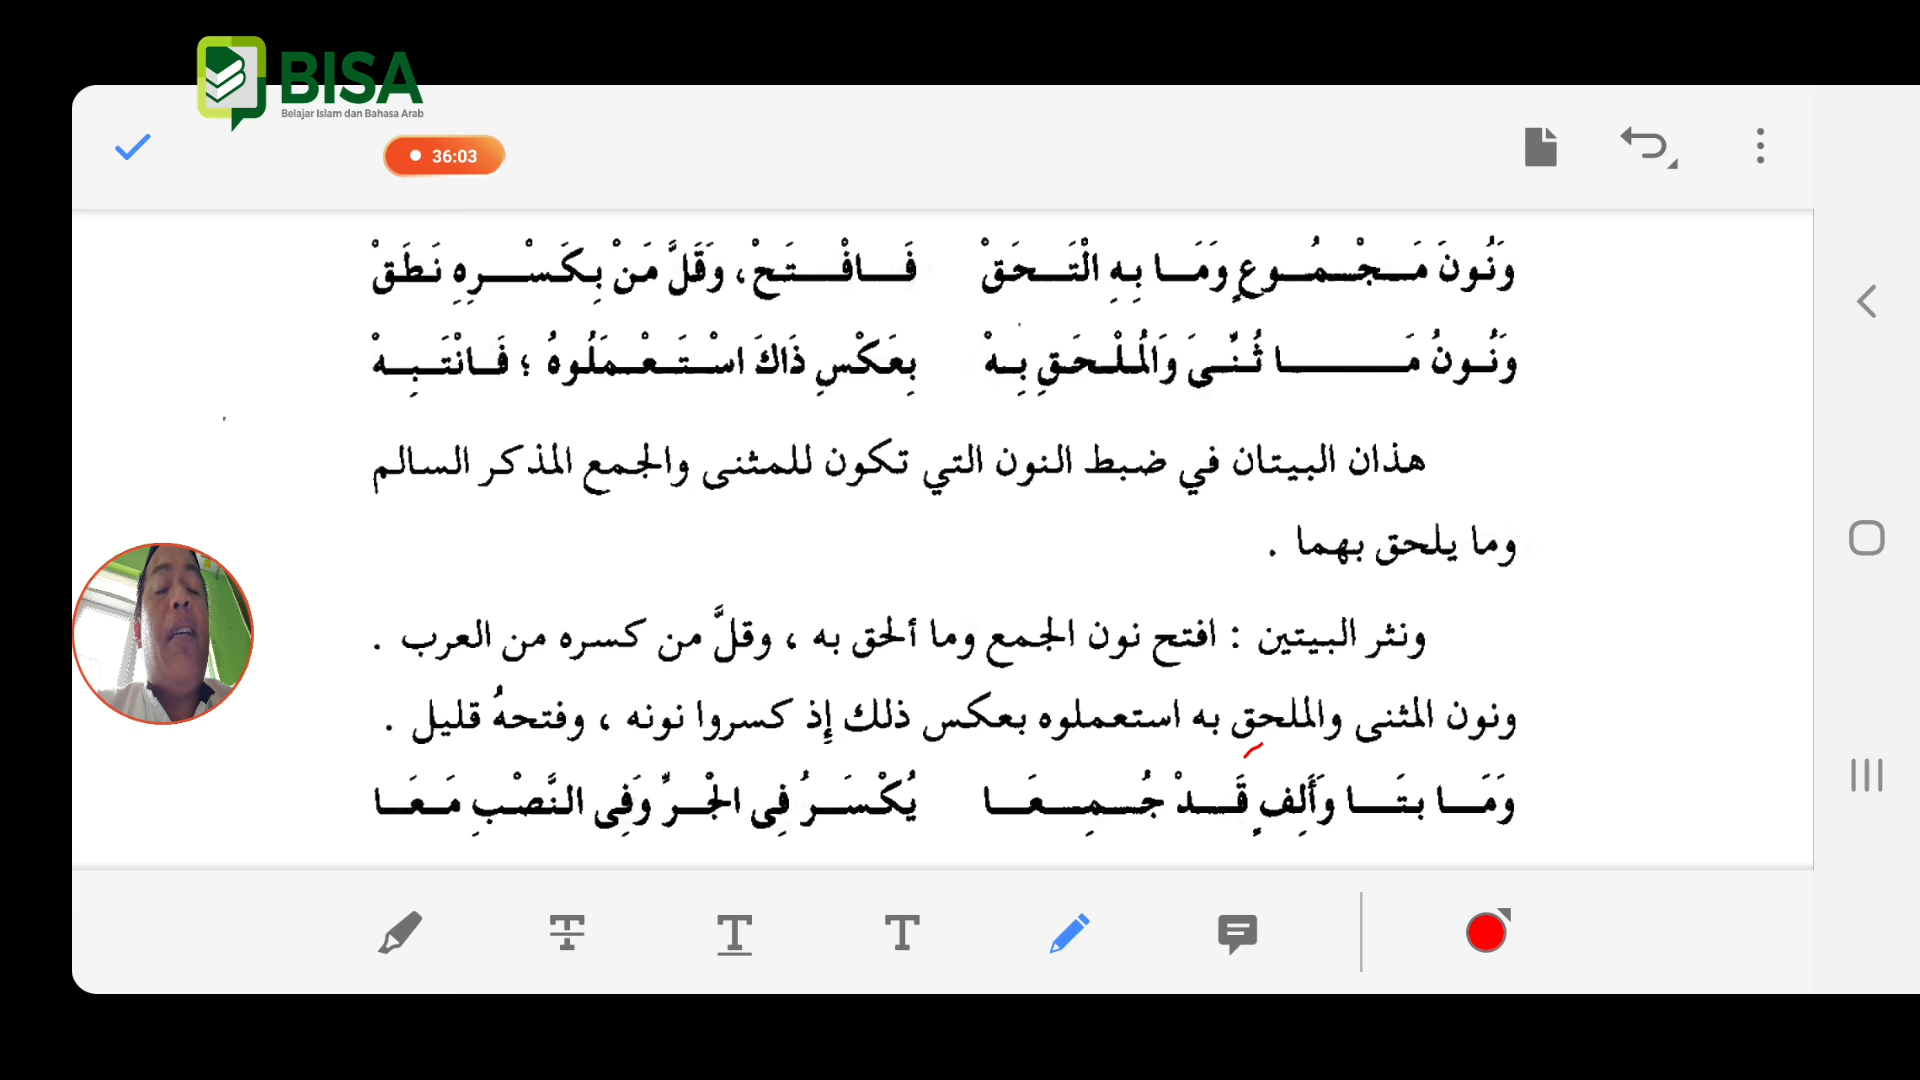 BISA
Belajar Islam dan Bahasa Arab
36:03
وَنُونَ مَجْمُوعٍ وَمَا بِهِ الْتَحَقْ فَافْتَحْ، وَقَلَّ مَنْ بِكَسْرِهِ نَطَقْ
وَنُونُ مَا ثُنِّىَ وَالْمُلْحَقِ بِهْ بِعَكْسِ ذَاكَ اسْتَعْمَلُوهُ ؛ فَانْتَبِهْ
هذان البيتان في ضبط النون التي تكون للمثنى والجمع المذكر السالم
وما يلحق بهما .
ونثر البيتين : افتح نون الجمع وما ألحق به ، وقلَّ من كسره من العرب .
ونون المثنى والملحق به استعملوه بعكس ذلك إِذ كسروا نونه ، وفتحهُ قليل .
وَمَا بتَا وَأَلِفٍ قَدْ جُمِعَا يُكْسَرُ فِى الْجرِّ وَفِى النَّصْبِ مَعَا